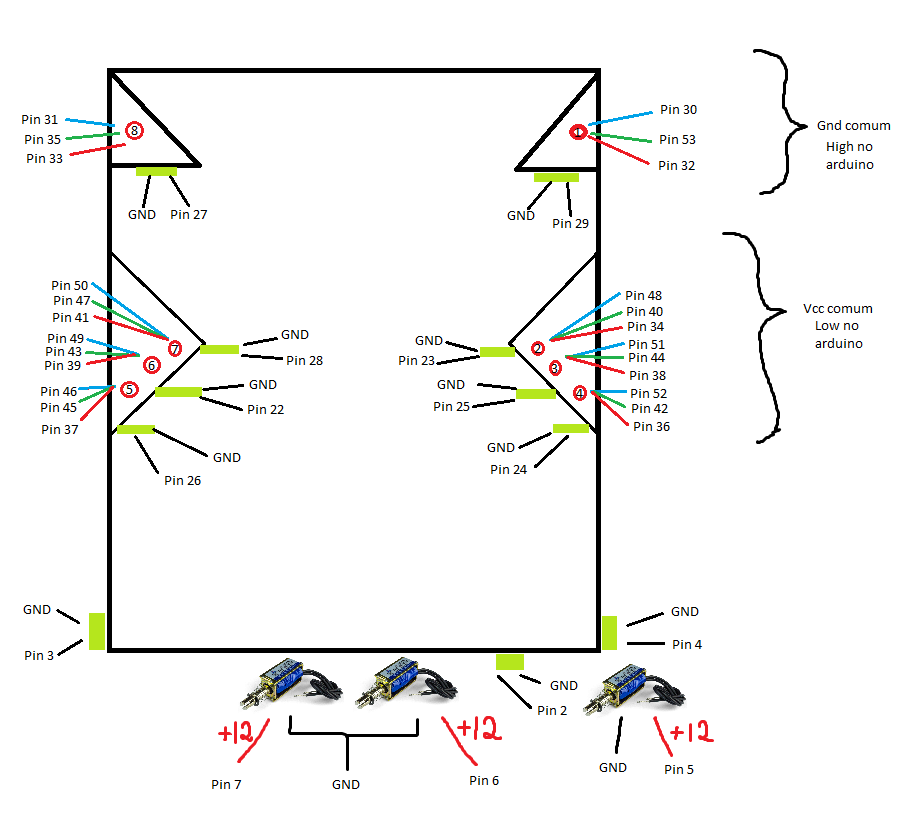 Pin 31
Pin 35
Pin 33
8
1
Pin 30
Pin 53
Pin 32
Gnd comum
High no
arduino
GND
Pin 27
GND
Pin 29
Pin 50
Pin 47
Pin 41
Pin 49
Pin 43
Pin 39
Pin 46
Pin 45
Pin 37
7
6
5
GND
Pin 28
GND
Pin 22
GND
Pin 26
GND
Pin 23
GND
Pin 25
GND
Pin 24
2
3
4
Pin 48
Pin 40
Pin 34
Pin 51
Pin 44
Pin 38
Pin 52
Pin 42
Pin 36
Vcc comum
Low no
arduino
GND
Pin 3
GND
Pin 4
GND
Pin 2
+12
Pin 7
GND
+12
Pin 6
GND
+12
Pin 5